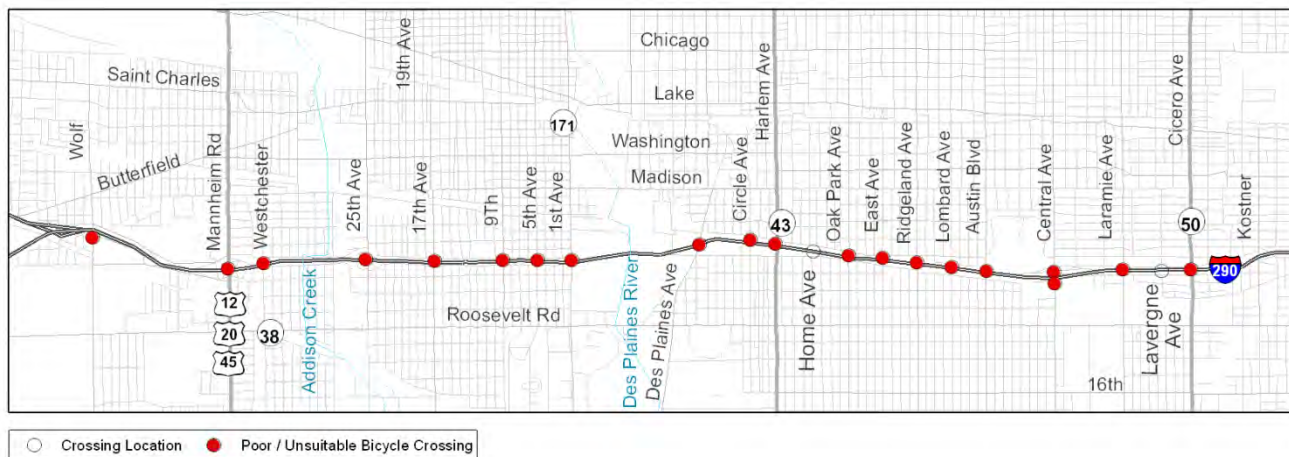 Chicago
Saint Charles
19th Ave
Harlem Ave
Lake
Cicero Ave
Wolf
171
Washington
Butterfield
Madison
Mannheim Rd
Westchester
25th Ave
17th Ave
9Th
5th Ave
1st Ave
Circle Ave
43
Oak Park Ave
East Ave
Ridgeland Ave
Lombard Ave
Austin Blvd
Central Ave
Laramie Ave
50
Kostner
290
12
20
45
38
Addison Creek
Roosevelt Rd
Des Plaines River
Des Plaines Ave
Home Ave
Lavergne
Ave
16th
Crossing Location
Poor / Unsuitable Bicycle Crossing